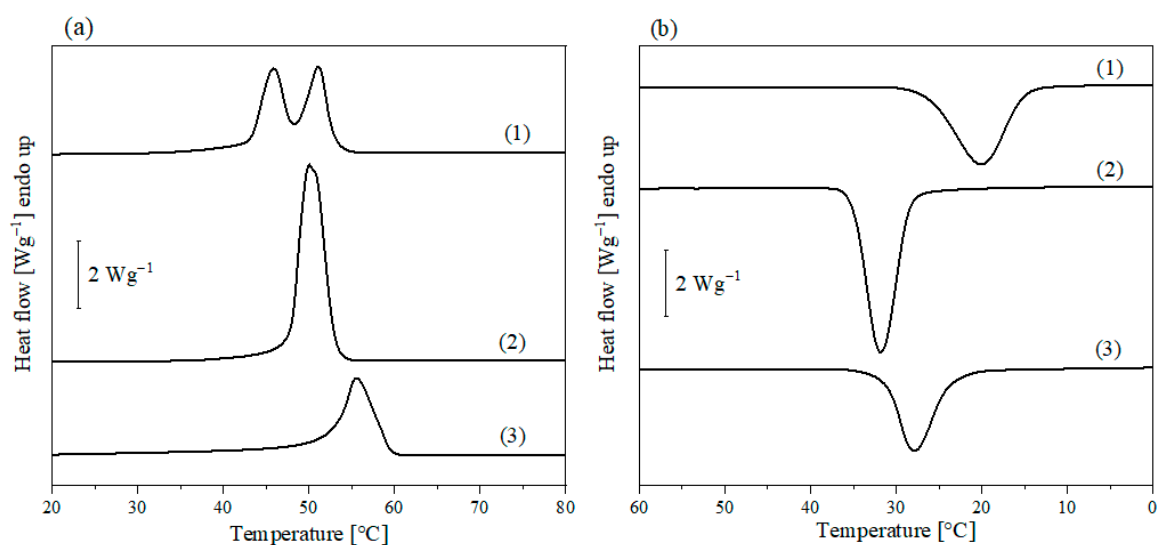 (a)
Heat flow [Wg⁻¹] endo up
(1)
(2)
(3)
2 Wg⁻¹
20 30 40 50 60 70 80
Temperature [°C]
(b)
Heat flow [Wg⁻¹] endo up
(1)
(2)
2 Wg⁻¹
(3)
60 50 40 30 20 10 0
Temperature [°C]